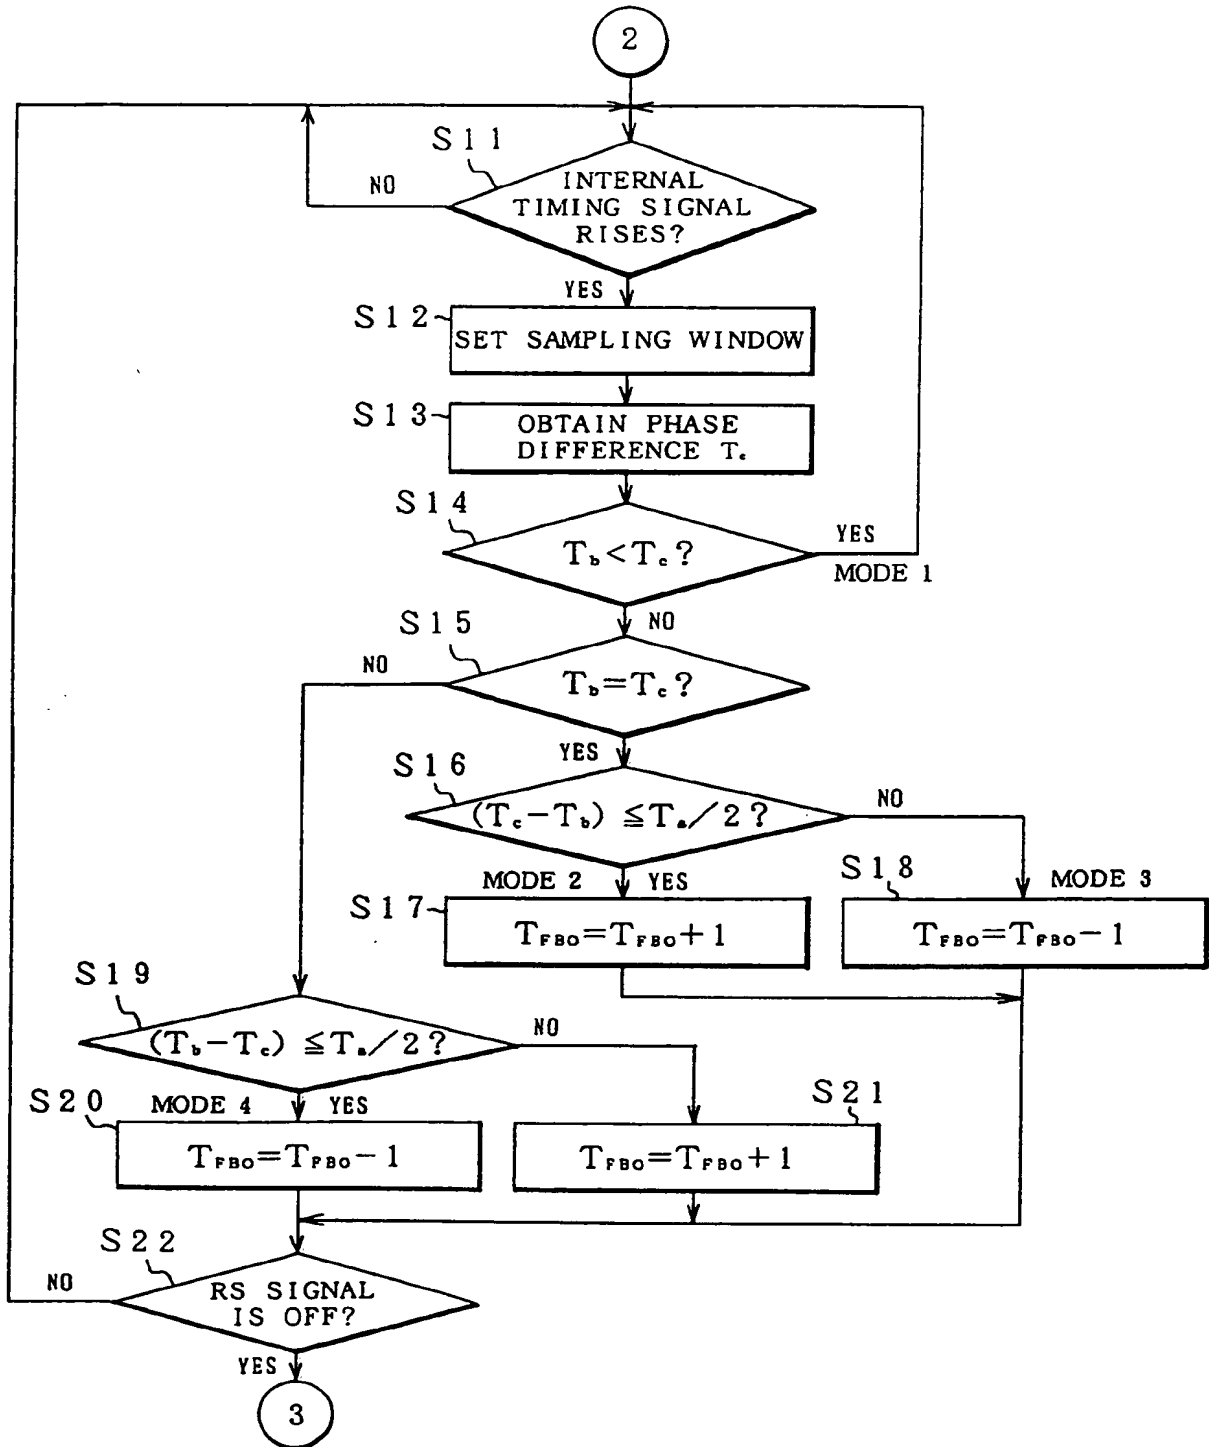 2
S11
NO
INTERNAL
TIMING SIGNAL
RISES?
YES
S12
SET SAMPLING WINDOW
S13
OBTAIN PHASE
DIFFERENCE Tc
S14
Tb<Tc?
YES
MODE 1
NO
S15
NO
Tb=Tc?
YES
S16
(Tc-Tb) ≦Ta/2?
NO
MODE 2
YES
S18
MODE 3
S17
TFBO=TFBO+1
TFBO=TFBO-1
S19
(Tb-Tc) ≦Ta/2?
NO
S20
MODE 4
YES
S21
TFBO=TFBO-1
TFBO=TFBO+1
S22
NO
RS SIGNAL
IS OFF?
YES
3